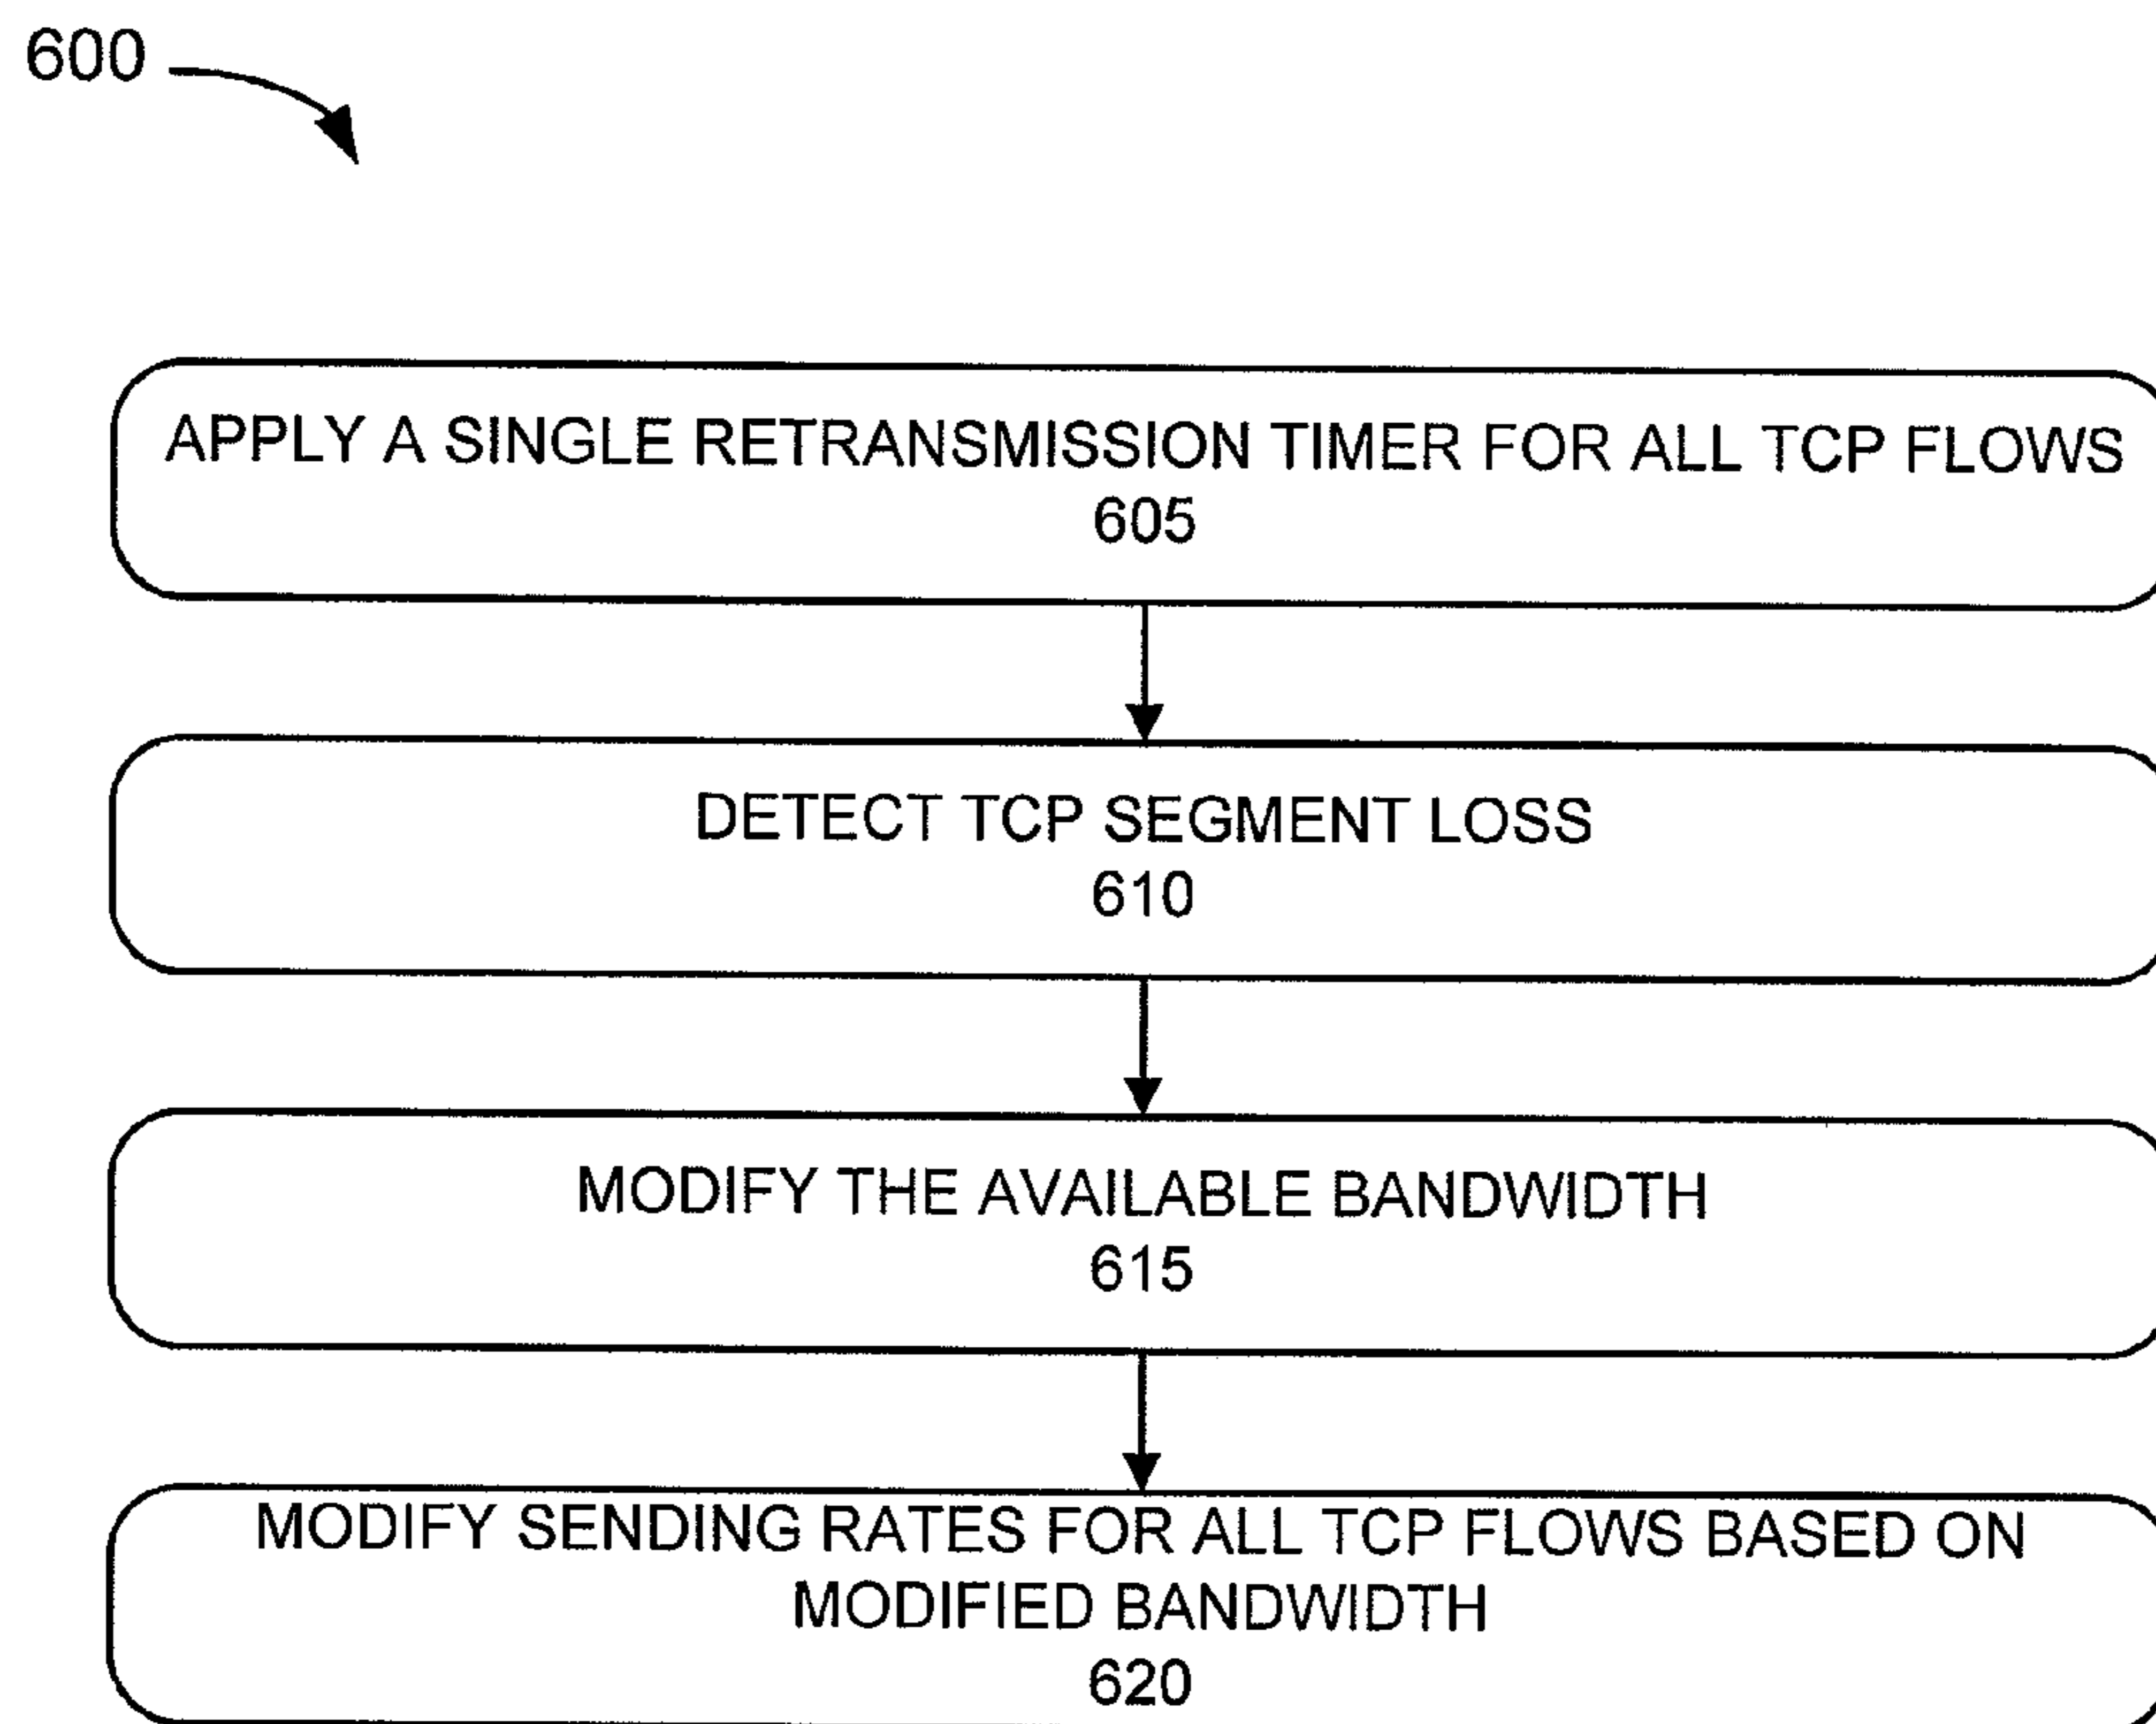 600
APPLY A SINGLE RETRANSMISSION TIMER FOR ALL TCP FLOWS
605
DETECT TCP SEGMENT LOSS
610
MODIFY THE AVAILABLE BANDWIDTH
615
MODIFY SENDING RATES FOR ALL TCP FLOWS BASED ON
MODIFIED BANDWIDTH
620